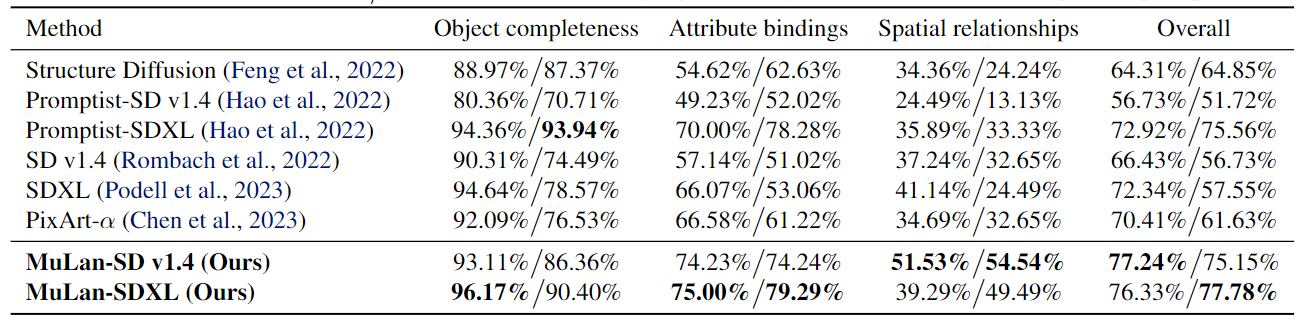 Method Object completeness Attribute bindings Spatial relationships Overall
Structure Diffusion (Feng et al., 2022) 88.97%/87.37% 54.62%/62.63% 34.36%/24.24% 64.31%/64.85%
Promptist-SD v1.4 (Hao et al., 2022) 80.36%/70.71% 49.23%/52.02% 24.49%/13.13% 56.73%/51.72%
Promptist-SDXL (Hao et al., 2022) 94.36%/93.94% 70.00%/78.28% 35.89%/33.33% 72.92%/75.56%
SD v1.4 (Rombach et al., 2022) 90.31%/74.49% 57.14%/51.02% 37.24%/32.65% 66.43%/56.73%
SDXL (Podell et al., 2023) 94.64%/78.57% 66.07%/53.06% 41.14%/24.49% 72.34%/57.55%
PixArt-α (Chen et al., 2023) 92.09%/76.53% 66.58%/61.22% 34.69%/32.65% 70.41%/61.63%
MuLan-SD v1.4 (Ours) 93.11%/86.36% 74.23%/74.24% 51.53%/54.54% 77.24%/75.15%
MuLan-SDXL (Ours) 96.17%/90.40% 75.00%/79.29% 39.29%/49.49% 76.33%/77.78%